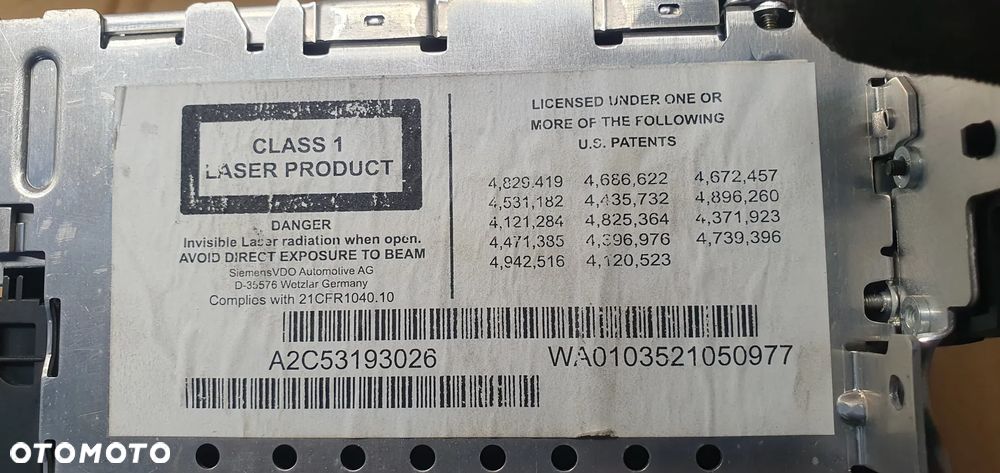 CLASS 1
LASER PRODUCT
DANGER
Invisible Laser radiation when open.
AVOID DIRECT EXPOSURE TO BEAM
SiemensVDO Automotive AG
D-35576 Wetzlar Germany
Complies with 21CFR1040.10
LICENSED UNDER ONE OR
MORE OF THE FOLLOWING
U.S. PATENTS
4,829,419 4,686,622 4,672,457
4,531,182 4,435,732 4,896,260
4,121,284 4,825,364 4,371,923
4,471,385 4,396,976 4,739,396
4,942,516 4,120,523
A2C53193026 WA0103521050977
OTOMOTO